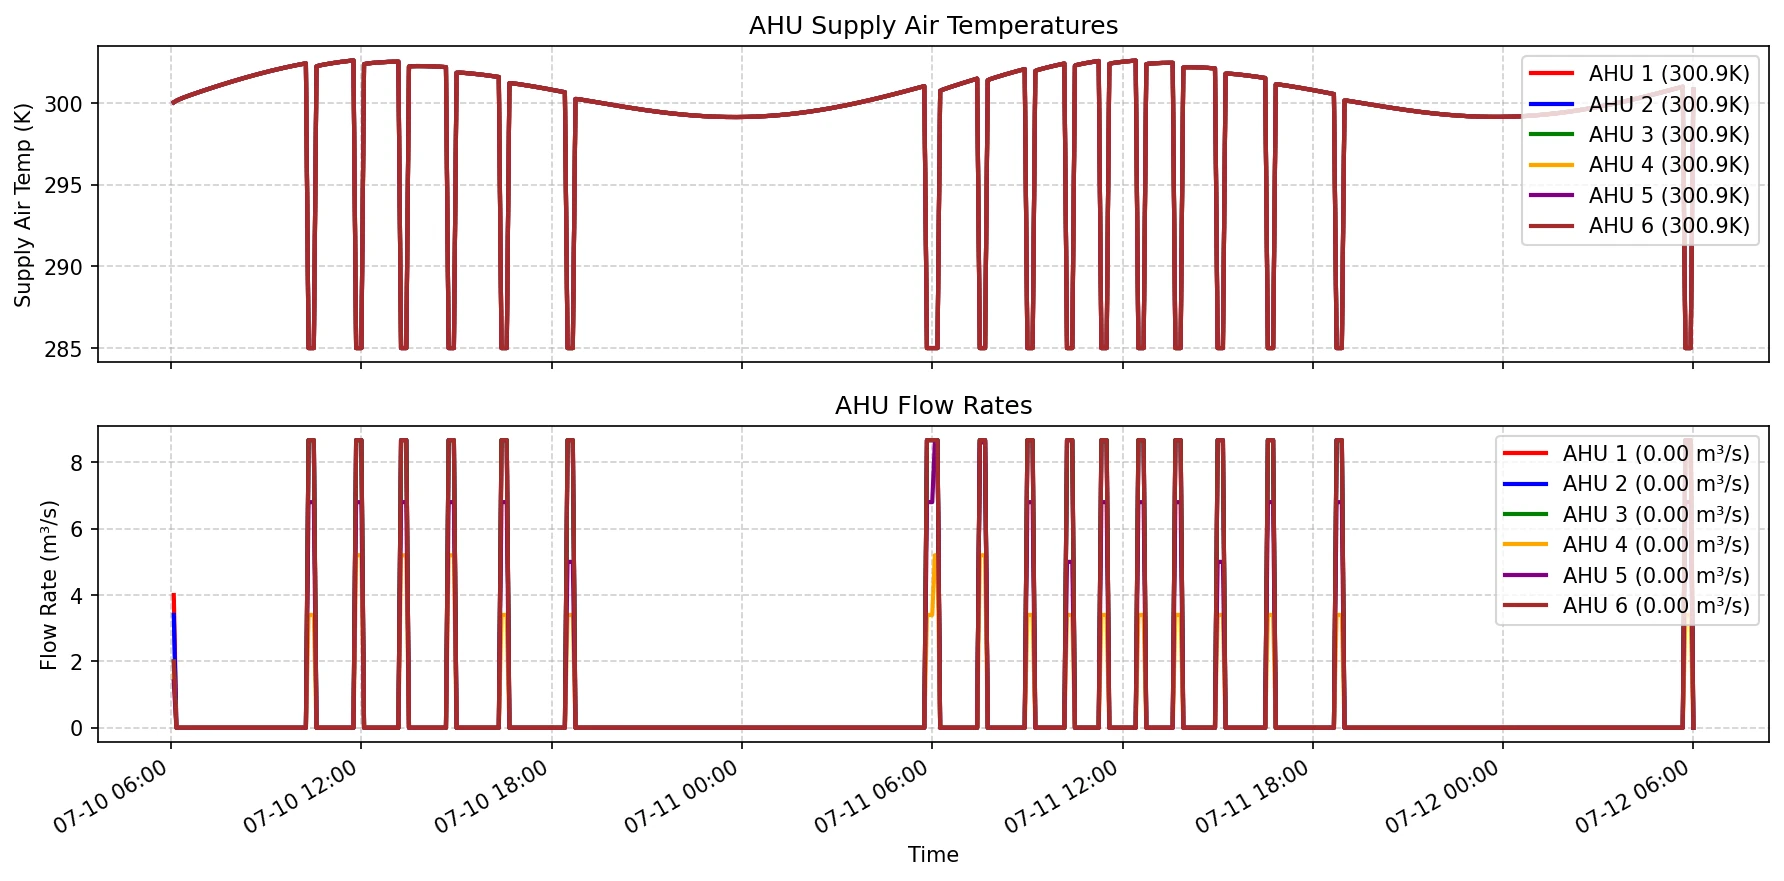 AHU Supply Air Temperatures
Supply Air Temp (K)
300
295
290
285
AHU 1 (300.9K)
AHU 2 (300.9K)
AHU 3 (300.9K)
AHU 4 (300.9K)
AHU 5 (300.9K)
AHU 6 (300.9K)
AHU Flow Rates
Flow Rate (m³/s)
8
6
4
2
0
AHU 1 (0.00 m³/s)
AHU 2 (0.00 m³/s)
AHU 3 (0.00 m³/s)
AHU 4 (0.00 m³/s)
AHU 5 (0.00 m³/s)
AHU 6 (0.00 m³/s)
07-10 06:00
07-10 12:00
07-10 18:00
07-11 00:00
07-11 06:00
07-11 12:00
07-11 18:00
07-12 00:00
07-12 06:00
Time